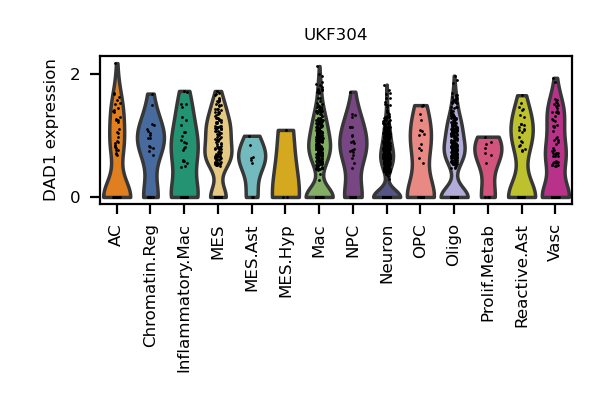 UKF304
DAD1 expression
2
0
AC
Chromatin.Reg
Inflammatory.Mac
MES
MES.Ast
MES.Hyp
Mac
NPC
Neuron
OPC
Oligo
Prolif.Metab
Reactive.Ast
Vasc